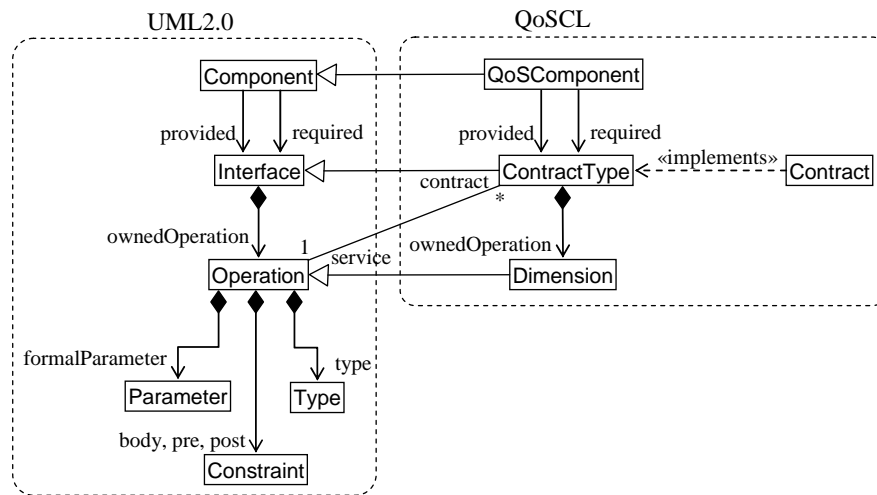 UML2.0 QoSCL
Component QoSComponent
provided required provided required
Interface ContractType «implements» Contract
contract
*
ownedOperation 1 ownedOperation
service
Operation Dimension
formalParameter type
Parameter Type
body, pre, post
Constraint